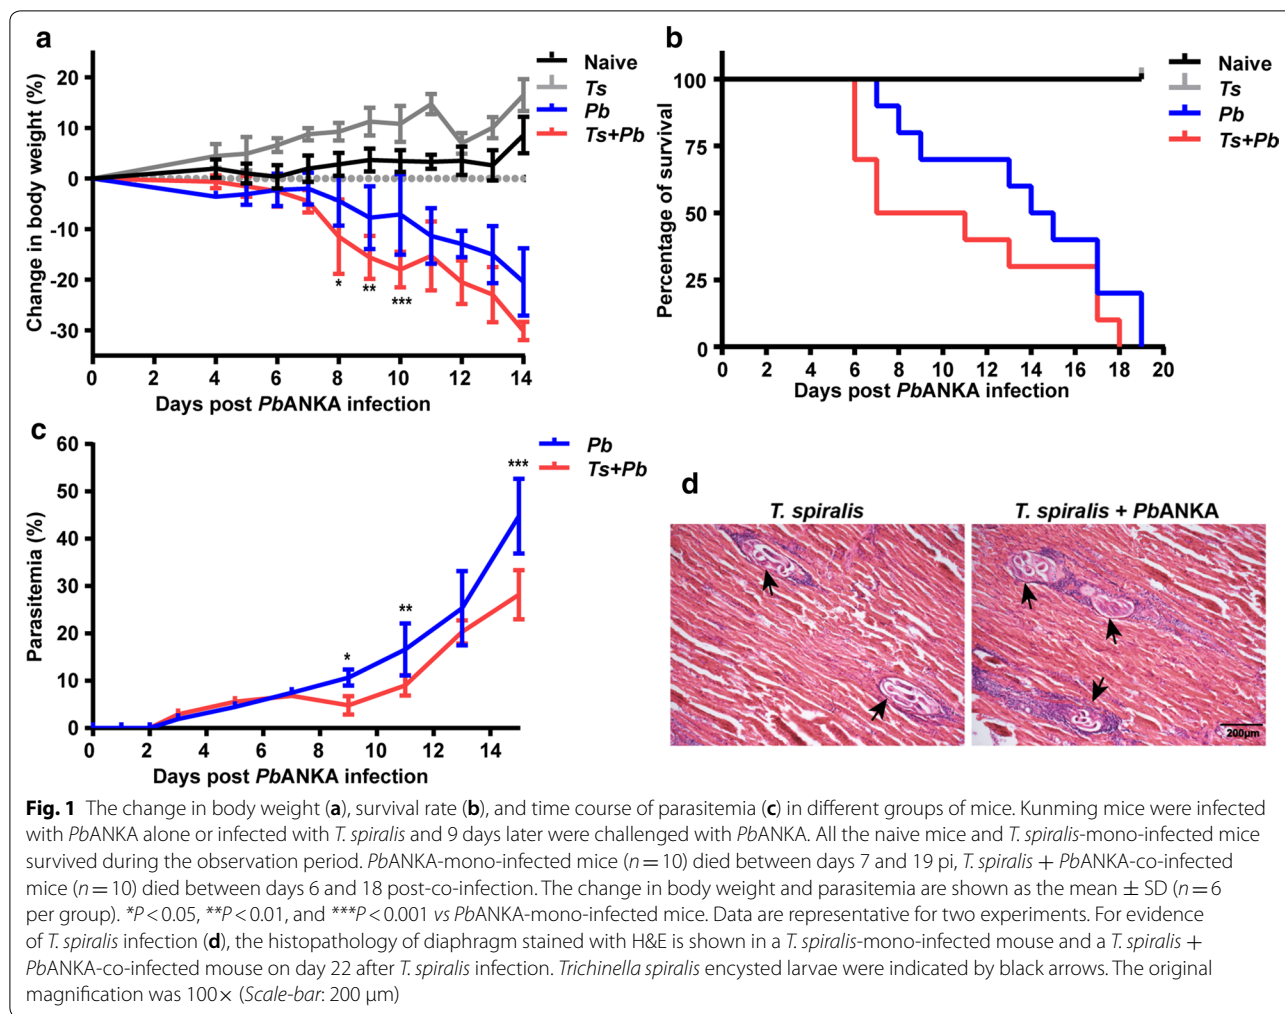 a
Change in body weight (%)
20
10
0
-10
-20
-30
0 2 4 6 8 10 12 14
Days post PbANKA infection
* ** ***
Naive
Ts
Pb
Ts+Pb
b
Percentage of survival
100
75
50
25
0
0 2 4 6 8 10 12 14 16 18 20
Days post PbANKA infection
Naive
Ts
Pb
Ts+Pb
c
Parasitemia (%)
60
50
40
30
20
10
0
0 2 4 6 8 10 12 14
Days post PbANKA infection
* ** ***
Pb
Ts+Pb
d
T. spiralis
T. spiralis + PbANKA
200μm
Fig. 1 The change in body weight (a), survival rate (b), and time course of parasitemia (c) in different groups of mice. Kunming mice were infected
with PbANKA alone or infected with T. spiralis and 9 days later were challenged with PbANKA. All the naive mice and T. spiralis-mono-infected mice
survived during the observation period. PbANKA-mono-infected mice (n = 10) died between days 7 and 19 pi, T. spiralis + PbANKA-co-infected
mice (n = 10) died between days 6 and 18 post-co-infection. The change in body weight and parasitemia are shown as the mean ± SD (n = 6
per group). *P < 0.05, **P < 0.01, and ***P < 0.001 vs PbANKA-mono-infected mice. Data are representative for two experiments. For evidence
of T. spiralis infection (d), the histopathology of diaphragm stained with H&E is shown in a T. spiralis-mono-infected mouse and a T. spiralis +
PbANKA-co-infected mouse on day 22 after T. spiralis infection. Trichinella spiralis encysted larvae were indicated by black arrows. The original
magnification was 100× (Scale-bar: 200 μm)